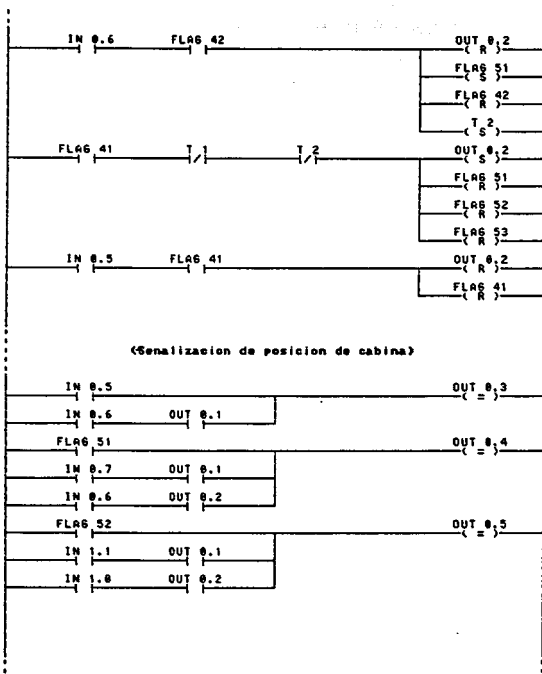 IN 0.6 FLAG 42 OUT 0.2
( R )
FLAG 51
( S )
FLAG 42
( R )
T 2
( S )
FLAG 41 T 1 T 2 OUT 0.2
( S )
FLAG 51
( R )
FLAG 52
( R )
FLAG 53
( R )
IN 0.5 FLAG 41 OUT 0.2
( R )
FLAG 41
( R )
(Senalizacion de posicion de cabina)
IN 0.5 OUT 0.3
( = )
IN 0.6 OUT 0.1
FLAG 51 OUT 0.4
( = )
IN 0.7 OUT 0.1
IN 0.6 OUT 0.2
FLAG 52 OUT 0.5
( = )
IN 1.1 OUT 0.1
IN 1.0 OUT 0.2